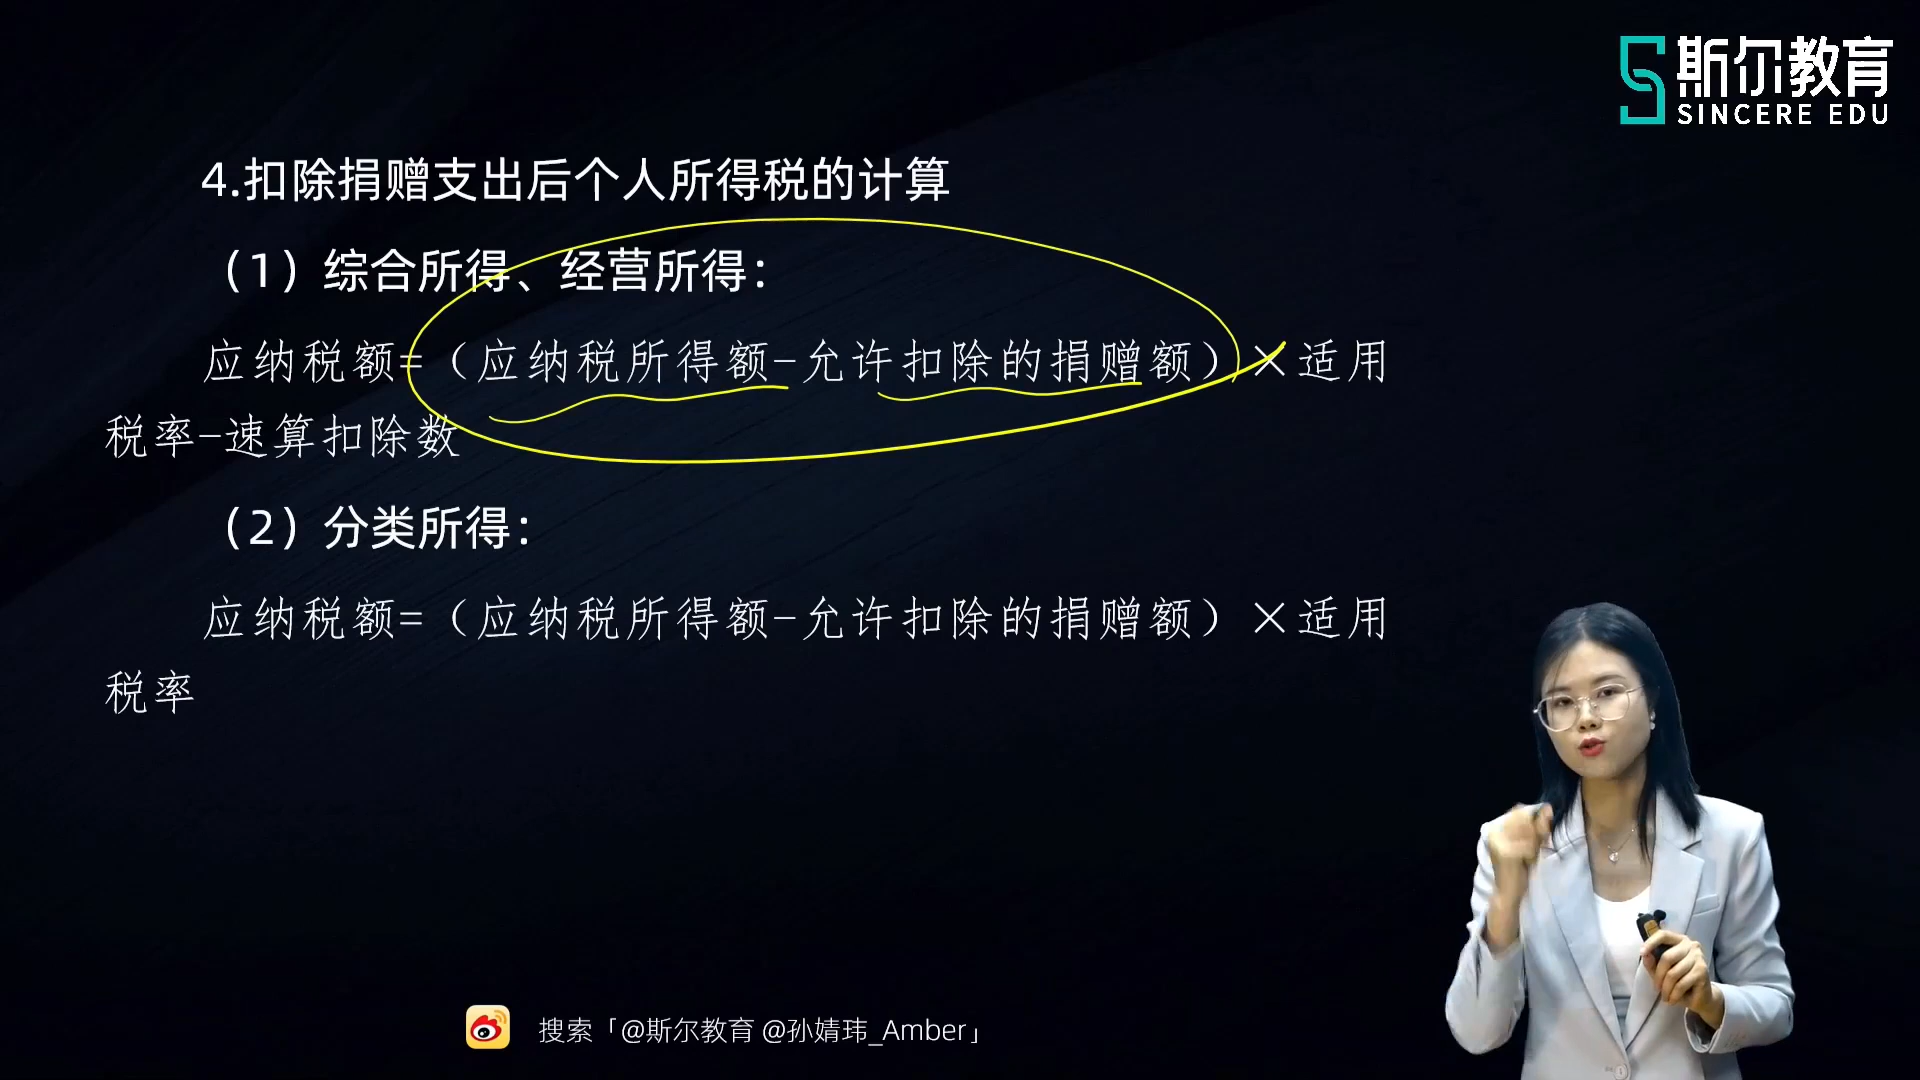 斯尔教育
SINCERE EDU
4.扣除捐赠支出后个人所得税的计算
（1）综合所得、经营所得：
应纳税额=（应纳税所得额-允许扣除的捐赠额）×适用
税率-速算扣除数
（2）分类所得：
应纳税额=（应纳税所得额-允许扣除的捐赠额）×适用
税率
搜索「@斯尔教育 @孙婧玮_Amber」